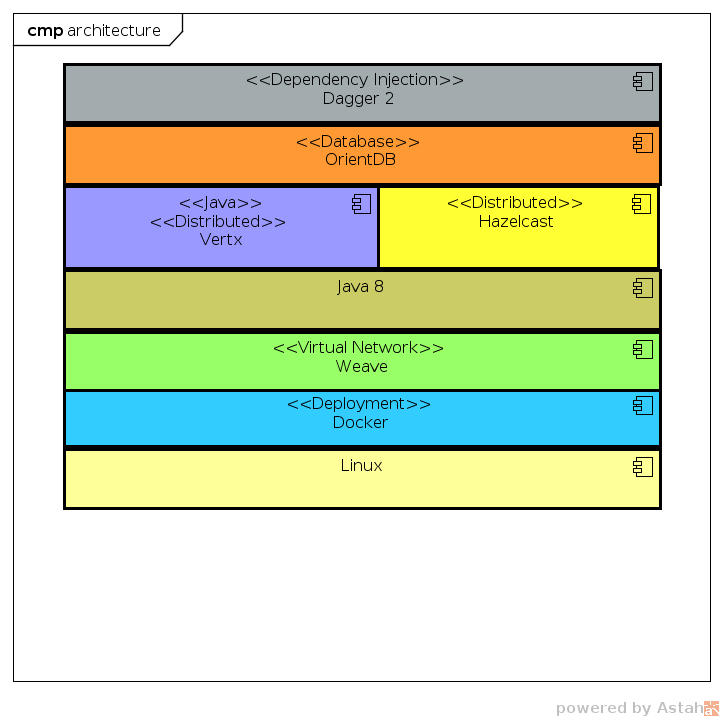 cmp architecture
<<Dependency Injection>>
Dagger 2
<<Database>>
OrientDB
<<Java>>
<<Distributed>>
Vertx
<<Distributed>>
Hazelcast
Java 8
<<Virtual Network>>
Weave
<<Deployment>>
Docker
Linux
powered by Astah